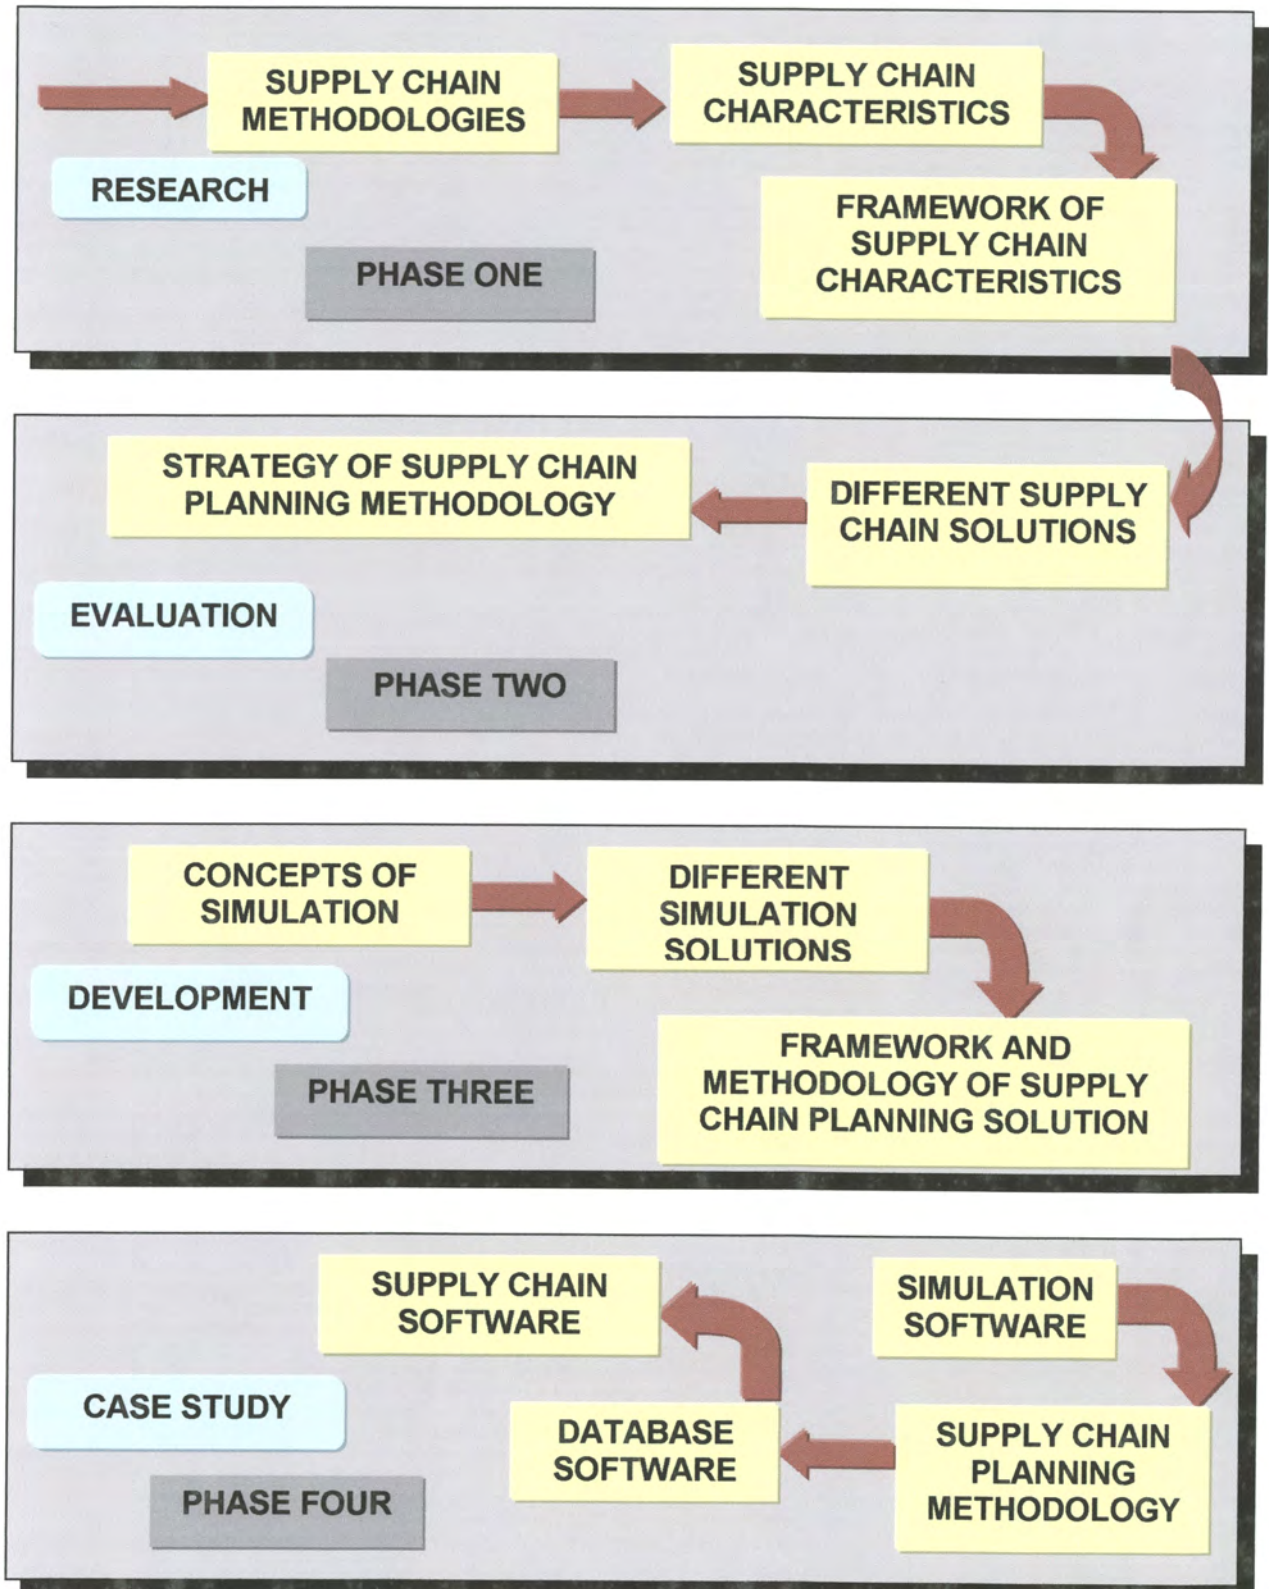 SUPPLY CHAIN
METHODOLOGIES
SUPPLY CHAIN
CHARACTERISTICS
RESEARCH
FRAMEWORK OF
SUPPLY CHAIN
CHARACTERISTICS
PHASE ONE
STRATEGY OF SUPPLY CHAIN
PLANNING METHODOLOGY
DIFFERENT SUPPLY
CHAIN SOLUTIONS
EVALUATION
PHASE TWO
CONCEPTS OF
SIMULATION
DIFFERENT
SIMULATION
SOLUTIONS
DEVELOPMENT
FRAMEWORK AND
METHODOLOGY OF SUPPLY
CHAIN PLANNING SOLUTION
PHASE THREE
SUPPLY CHAIN
SOFTWARE
SIMULATION
SOFTWARE
CASE STUDY
DATABASE
SOFTWARE
SUPPLY CHAIN
PLANNING
METHODOLOGY
PHASE FOUR